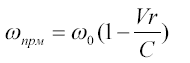 ω_прм = ω_0 (1 − Vr/C)